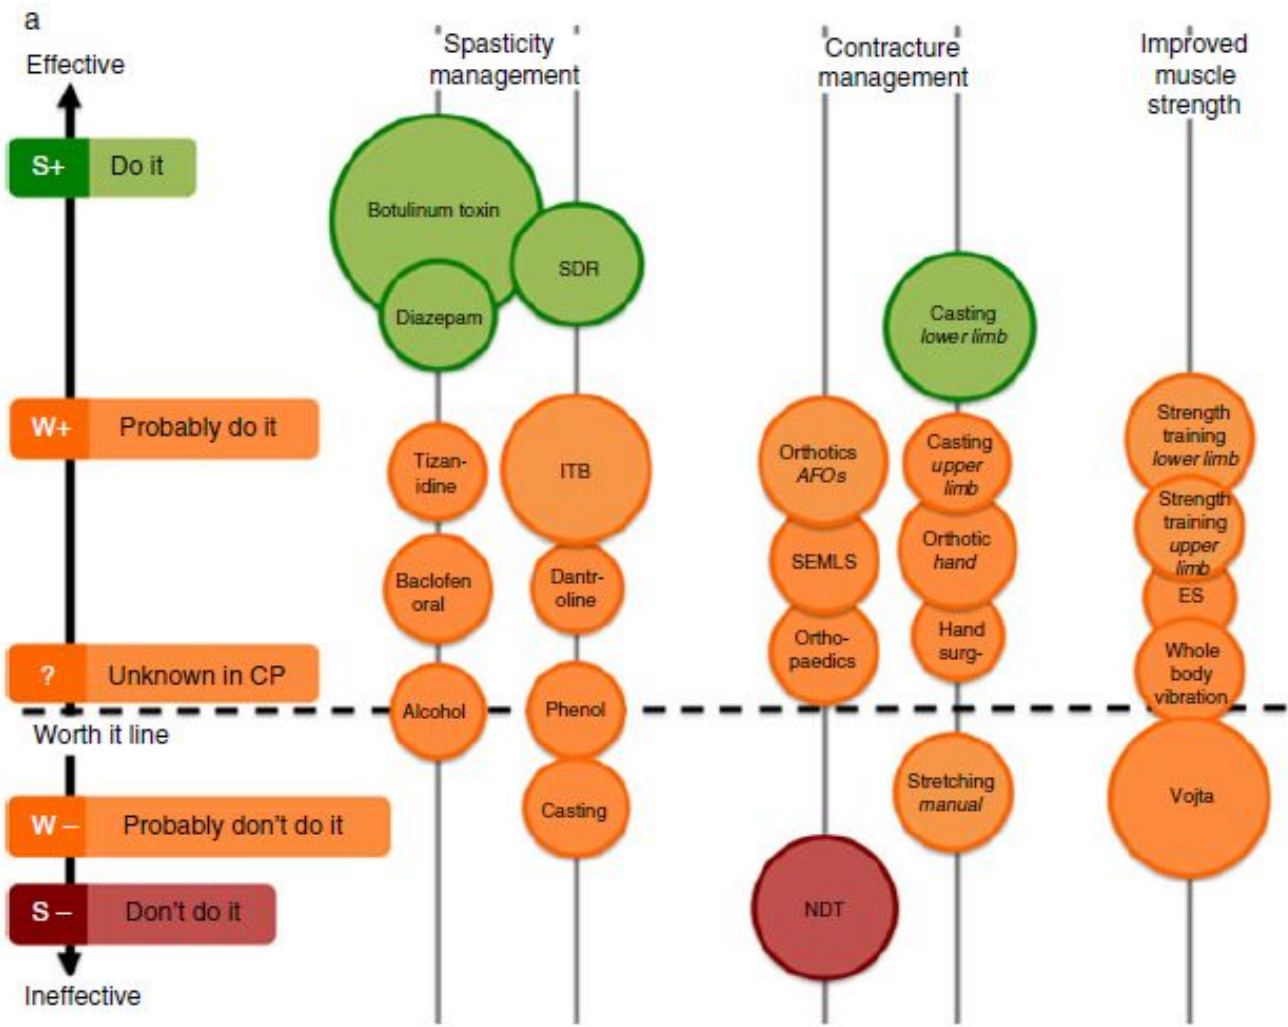 a
Effective
S+ Do it
W+ Probably do it
? Unknown in CP
Worth it line
W – Probably don't do it
S – Don't do it
Ineffective
Spasticity
management
Botulinum toxin
SDR
Diazepam
Tizan-
idine
ITB
Baclofen
oral
Dantr-
oline
Alcohol
Phenol
Casting
Contracture
management
Casting
lower limb
Orthotics
AFOs
Casting
upper
limb
SEMLS
Orthotic
hand
Ortho-
paedics
Hand
surg-
Stretching
manual
NDT
Improved
muscle
strength
Strength
training
lower limb
Strength
training
upper
limb
ES
Whole
body
vibration
Vojta